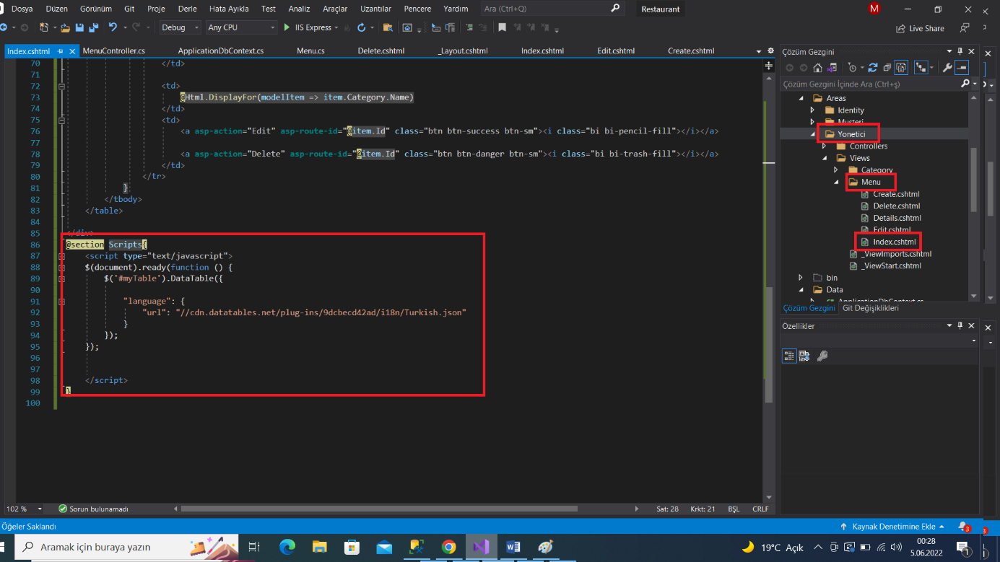 Dosya Düzen Görünüm Git Proje Derle Hata Ayıkla Test Analiz Araçlar Uzantılar Pencere Yardım Ara (Ctrl+Q) Restaurant M
Debug Any CPU IIS Express Live Share
Index.cshtml MenuController.cs ApplicationDbContext.cs Menu.cs Delete.cshtml _Layout.cshtml Index.cshtml Edit.cshtml Create.cshtml
70 </td>
71
72 <td>
73 @Html.DisplayFor(modelItem => item.Category.Name)
74 </td>
75 <td>
76 <a asp-action="Edit" asp-route-id="@item.Id" class="btn btn-success btn-sm"><i class="bi bi-pencil-fill"></i></a>
77
78 <a asp-action="Delete" asp-route-id="@item.Id" class="btn btn-danger btn-sm"><i class="bi bi-trash-fill"></i></a>
79 </td>
80 </tr>
81 }
82 </tbody>
83 </table>
84
85 </div>
86 @section Scripts{
87 <script type="text/javascript">
88 $(document).ready(function () {
89 $('#myTable').DataTable({
90
91 "language": {
92 "url": "//cdn.datatables.net/plug-ins/9dcbecd42ad/i18n/Turkish.json"
93 }
94 });
95 });
96
97
98 </script>
99 }
100
102 % Sorun bulunamadı Sat: 28 Krkt: 21 BŞL CRLF
Çözüm Gezgini
Çözüm Gezgini İçinde Ara (Ctrl+ş)
Areas
Identity
Musteri
Yonetici
Controllers
Views
Category
Menu
Create.cshtml
Delete.cshtml
Details.cshtml
Edit.cshtml
Index.cshtml
_ViewImports.cshtml
_ViewStart.cshtml
bin
Data
ApplicationDbContext.cs
Çözüm Gezgini Git Değişiklikleri
Özellikler
Öğeler Saklandı Kaynak Denetimine Ekle 3 3
Aramak için buraya yazın 19°C Açık 00:28
5.06.2022 1